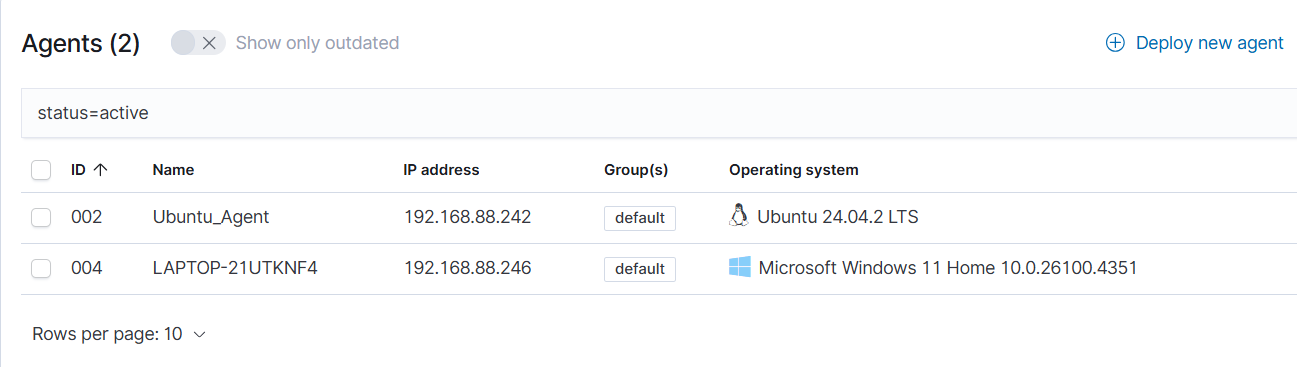 Agents (2) Show only outdated Deploy new agent
status=active
ID Name IP address Group(s) Operating system
002 Ubuntu_Agent 192.168.88.242 default Ubuntu 24.04.2 LTS
004 LAPTOP-21UTKNF4 192.168.88.246 default Microsoft Windows 11 Home 10.0.26100.4351
Rows per page: 10